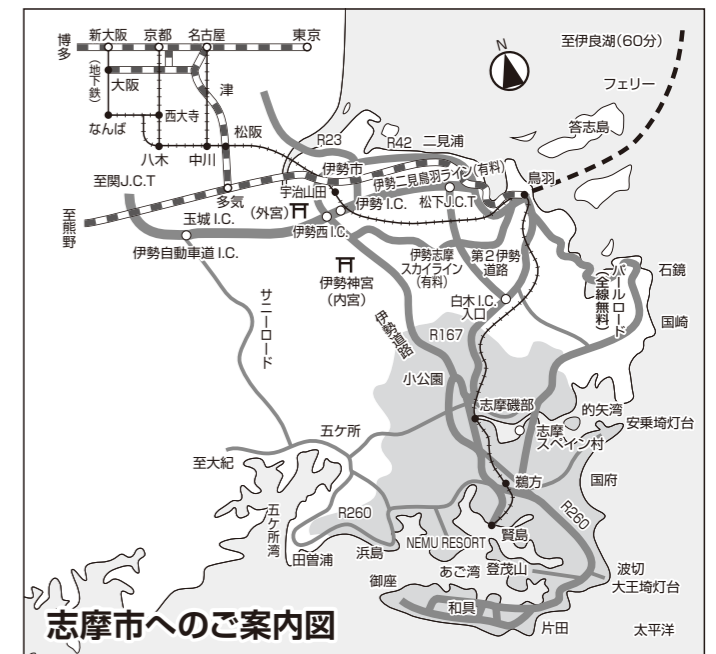 新大阪
京都
名古屋
東京
博多
(地下鉄)
大阪
津
なんば
西大寺
松阪
八木
中川
N
至伊良湖(60分)
フェリー
答志島
R23
R42
二見浦
伊勢市
伊勢二見鳥羽ライン(有料)
鳥羽
至関J.C.T
多気
宇治山田
(外宮)
伊勢 I.C.
松下J.C.T
至熊野
玉城 I.C.
伊勢西 I.C.
伊勢自動車道 I.C.
伊勢神宮
(内宮)
伊勢志摩
スカイライン
(有料)
第2伊勢
道路
白木 I.C.
入口
パールロード
(全線無料)
石鏡
国崎
サニーロード
伊勢道路
R167
小公園
志摩磯部
的矢湾
安乗埼灯台
志摩
スペイン村
五ケ所
至大紀
鵜方
国府
五ケ所湾
R260
R260
田曽浦
浜島
NEMU RESORT
賢島
あご湾
登茂山
波切
大王埼灯台
御座
和具
片田
太平洋
志摩市へのご案内図